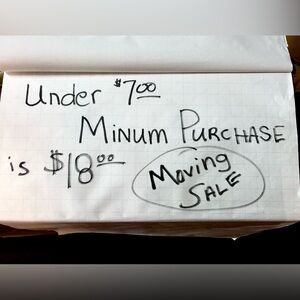 Under $7.00
MINUM PURCHASE
is $18.00
Moving
SALE